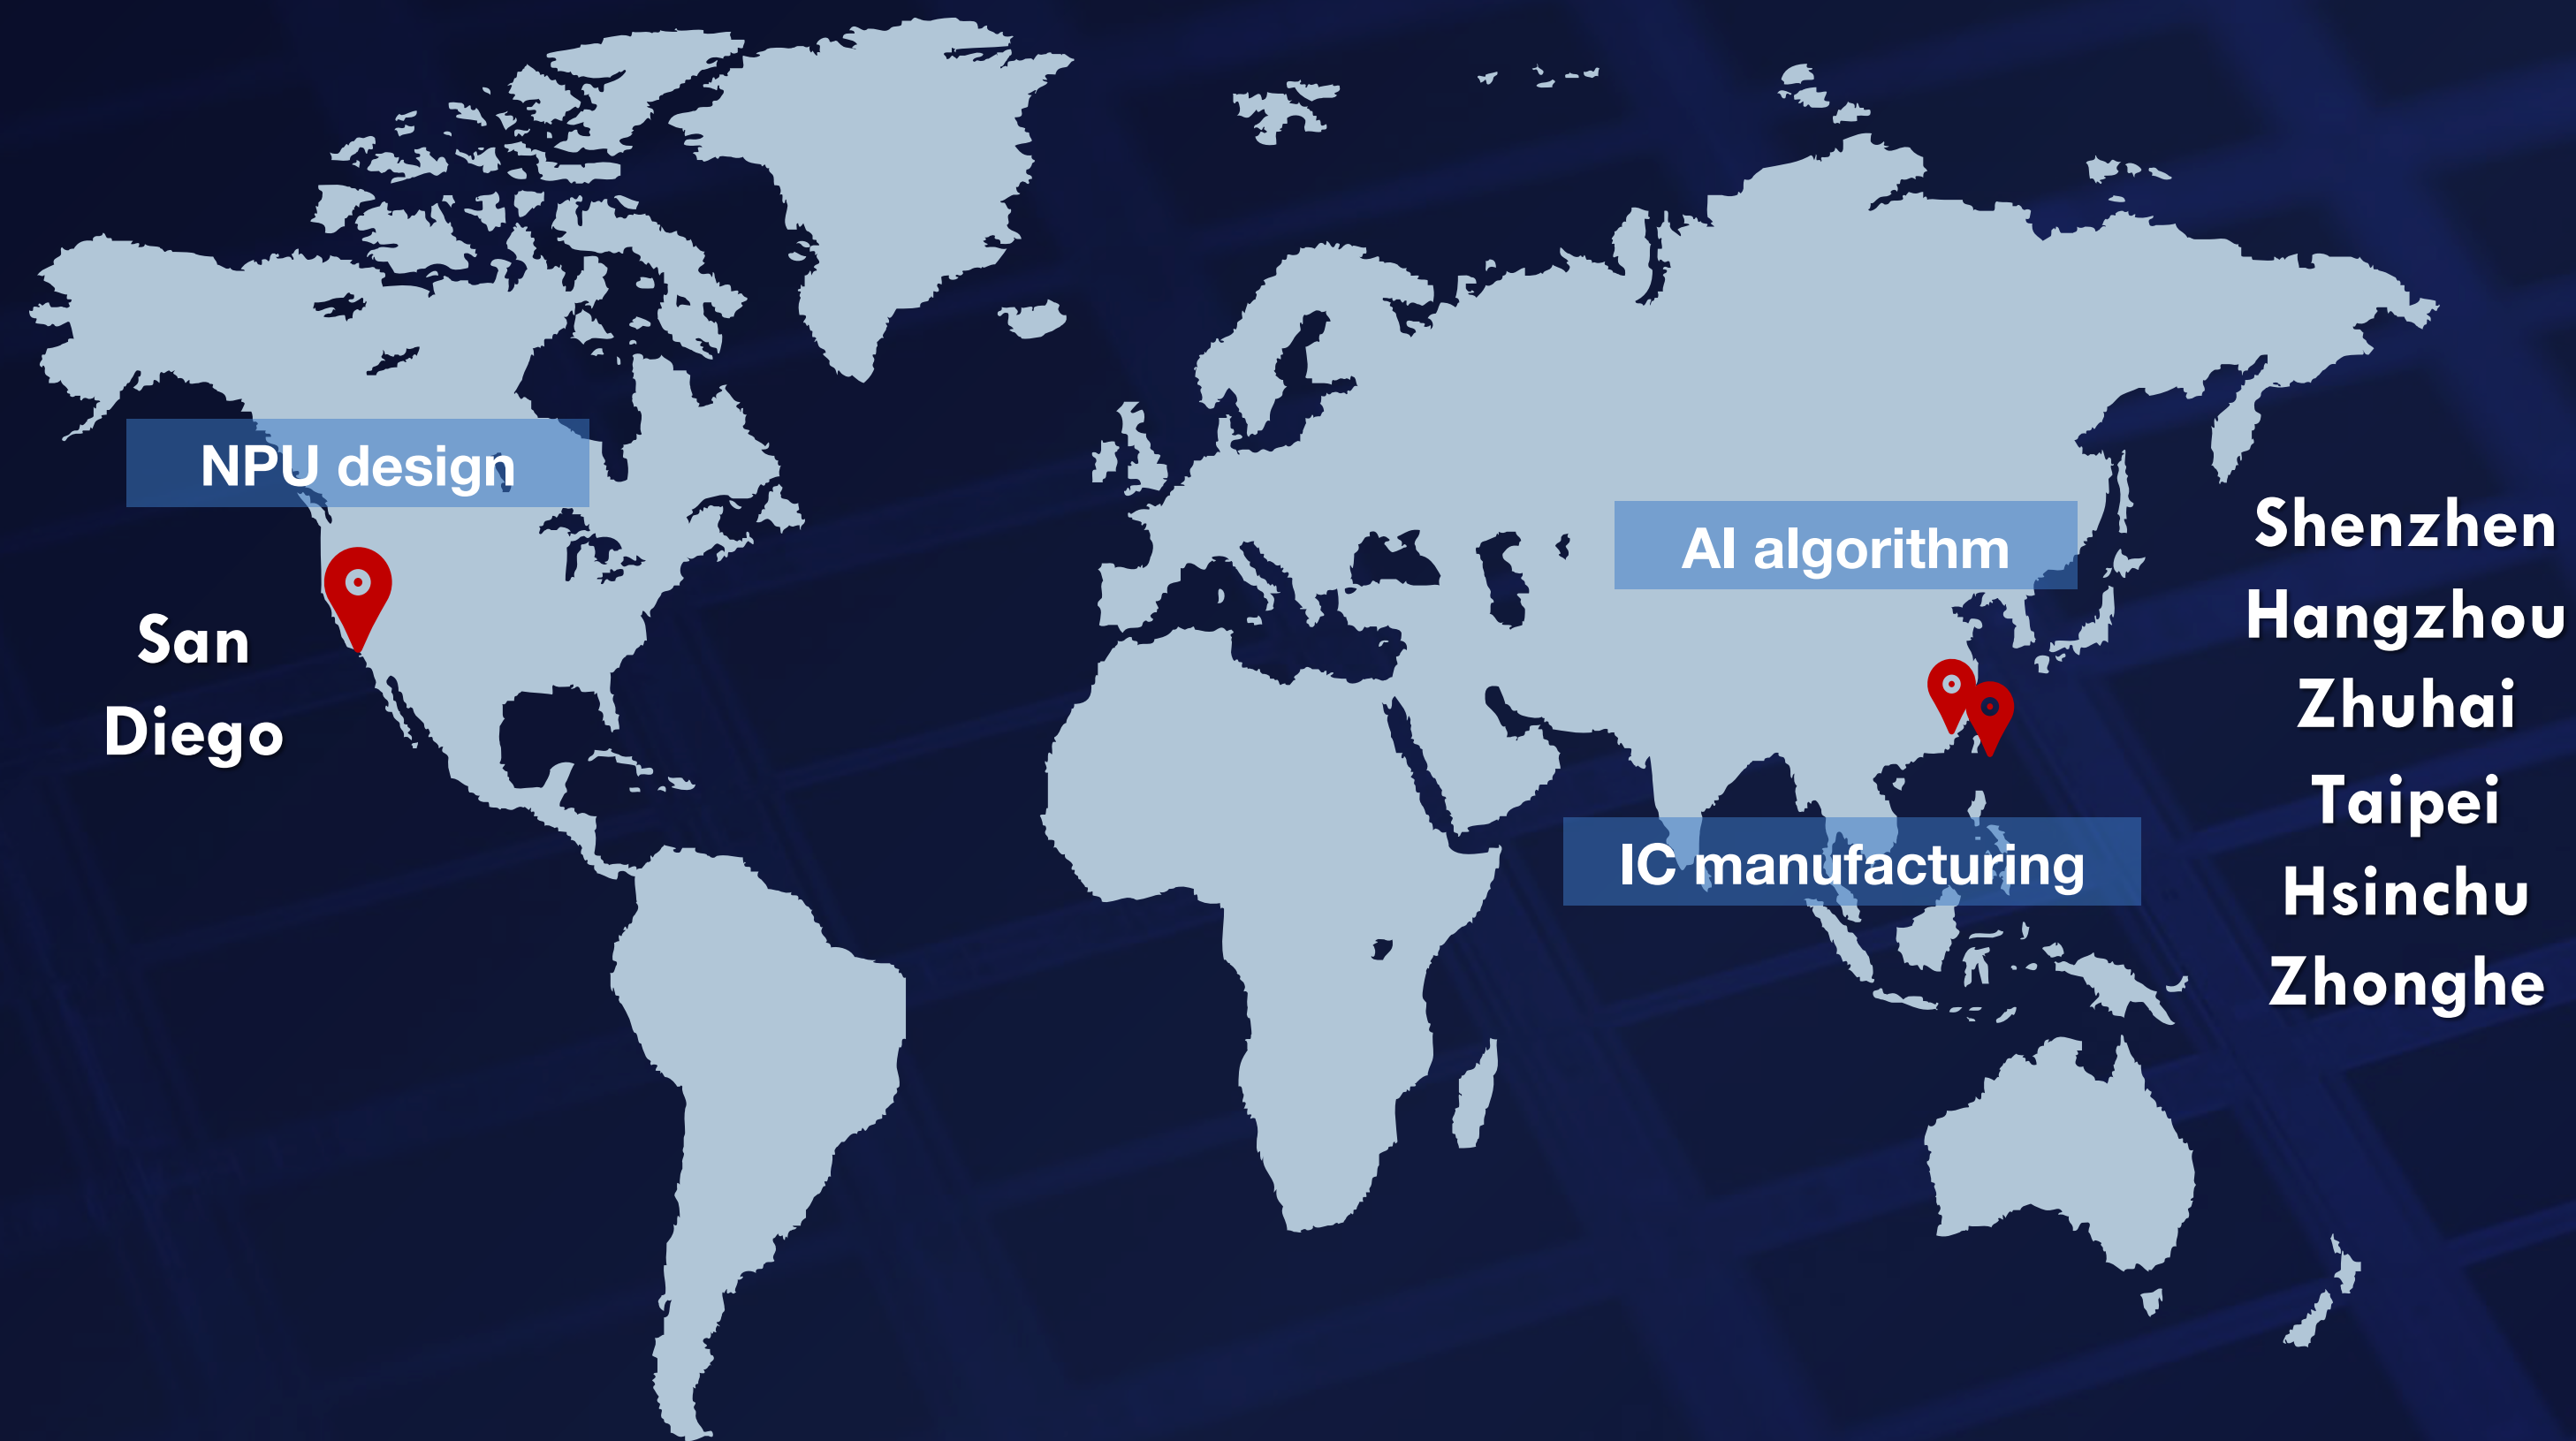 NPU design
San
Diego
AI algorithm
IC manufacturing
Shenzhen
Hangzhou
Zhuhai
Taipei
Hsinchu
Zhonghe